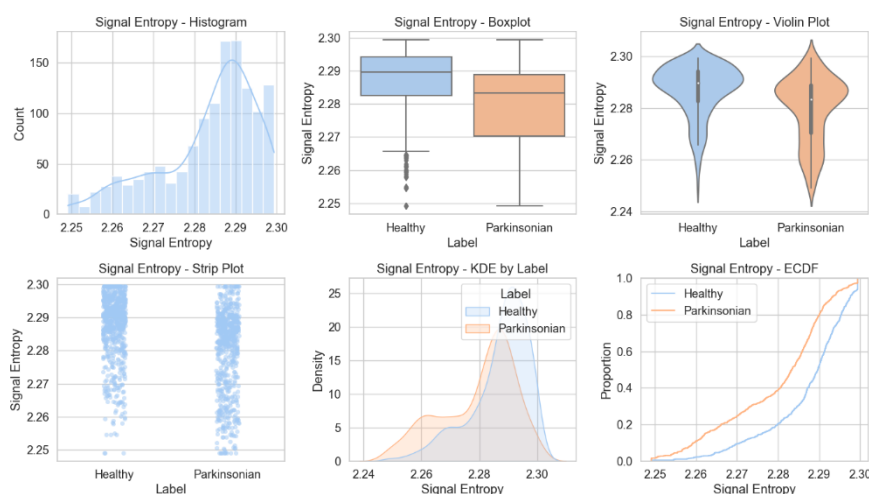 Signal Entropy - Histogram
Count
150
100
50
0
2.25 2.26 2.27 2.28 2.29 2.30
Signal Entropy
Signal Entropy - Boxplot
Signal Entropy
2.30
2.29
2.28
2.27
2.26
2.25
Healthy Parkinsonian
Label
Signal Entropy - Violin Plot
Signal Entropy
2.30
2.28
2.26
2.24
Healthy Parkinsonian
Label
Signal Entropy - Strip Plot
Signal Entropy
2.30
2.29
2.28
2.27
2.26
2.25
Healthy Parkinsonian
Label
Signal Entropy - KDE by Label
Density
25
20
15
10
5
0
Label
Healthy
Parkinsonian
2.24 2.26 2.28 2.30
Signal Entropy
Signal Entropy - ECDF
Proportion
1.0
0.8
0.6
0.4
0.2
0.0
Healthy
Parkinsonian
2.25 2.26 2.27 2.28 2.29 2.30
Signal Entropy